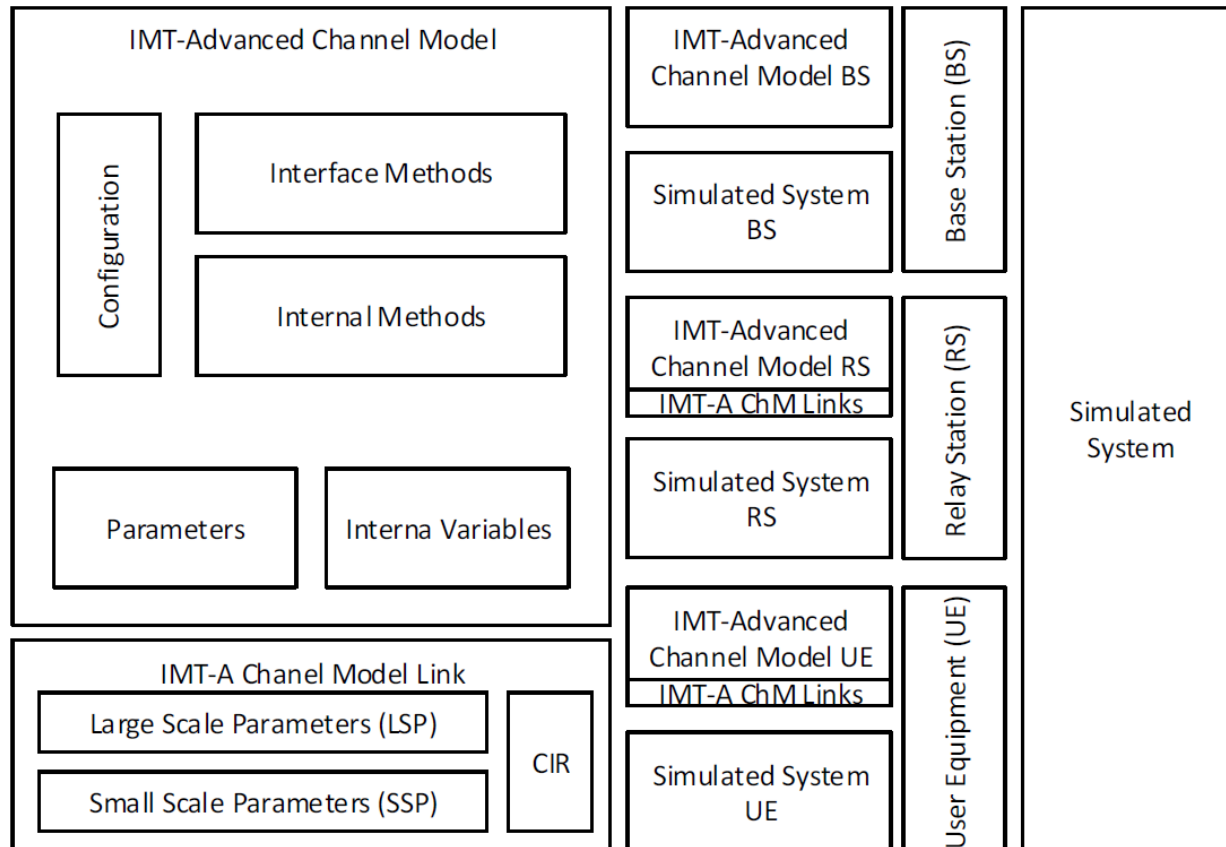 IMT-Advanced Channel Model
Configuration
Interface Methods
Internal Methods
Parameters
Interna Variables
IMT-A Chanel Model Link
Large Scale Parameters (LSP)
Small Scale Parameters (SSP)
CIR
IMT-Advanced
Channel Model BS
Simulated System
BS
Base Station (BS)
IMT-Advanced
Channel Model RS
IMT-A ChM Links
Simulated System
RS
Relay Station (RS)
IMT-Advanced
Channel Model UE
IMT-A ChM Links
Simulated System
UE
User Equipment (UE)
Simulated
System